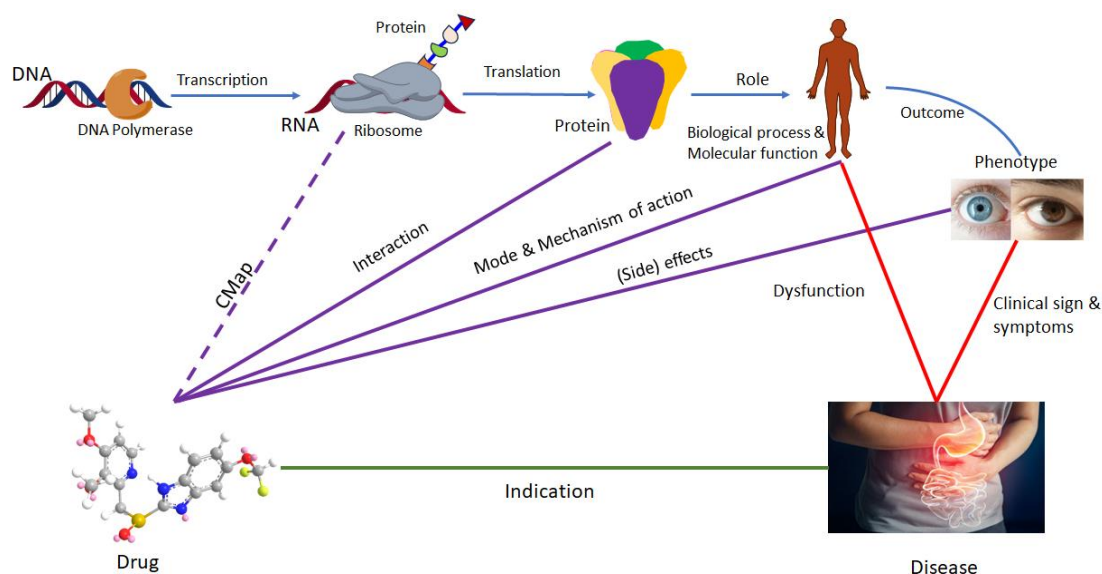 Protein
DNA
Transcription
Translation
Role
DNA Polymerase
RNA
Ribosome
Protein
Biological process &
Molecular function
Outcome
Phenotype
CMap
Interaction
Mode & Mechanism of action
(Side) effects
Dysfunction
Clinical sign &
symptoms
Indication
Drug
Disease